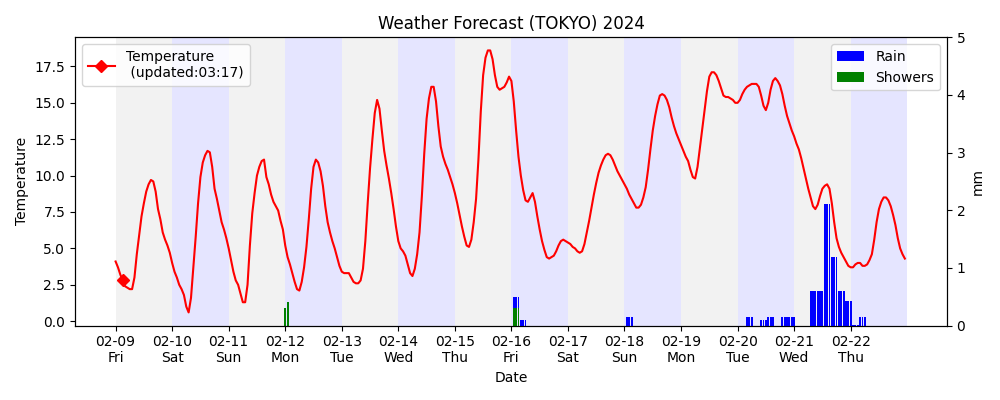 Weather Forecast (TOKYO) 2024
Temperature
(updated:03:17)
Rain
Showers
17.5
15.0
12.5
10.0
7.5
5.0
2.5
0.0
Temperature
5
4
3
2
1
0
mm
02-09 02-10 02-11 02-12 02-13 02-14 02-15 02-16 02-17 02-18 02-19 02-20 02-21 02-22
Fri Sat Sun Mon Tue Wed Thu Fri Sat Sun Mon Tue Wed Thu
Date